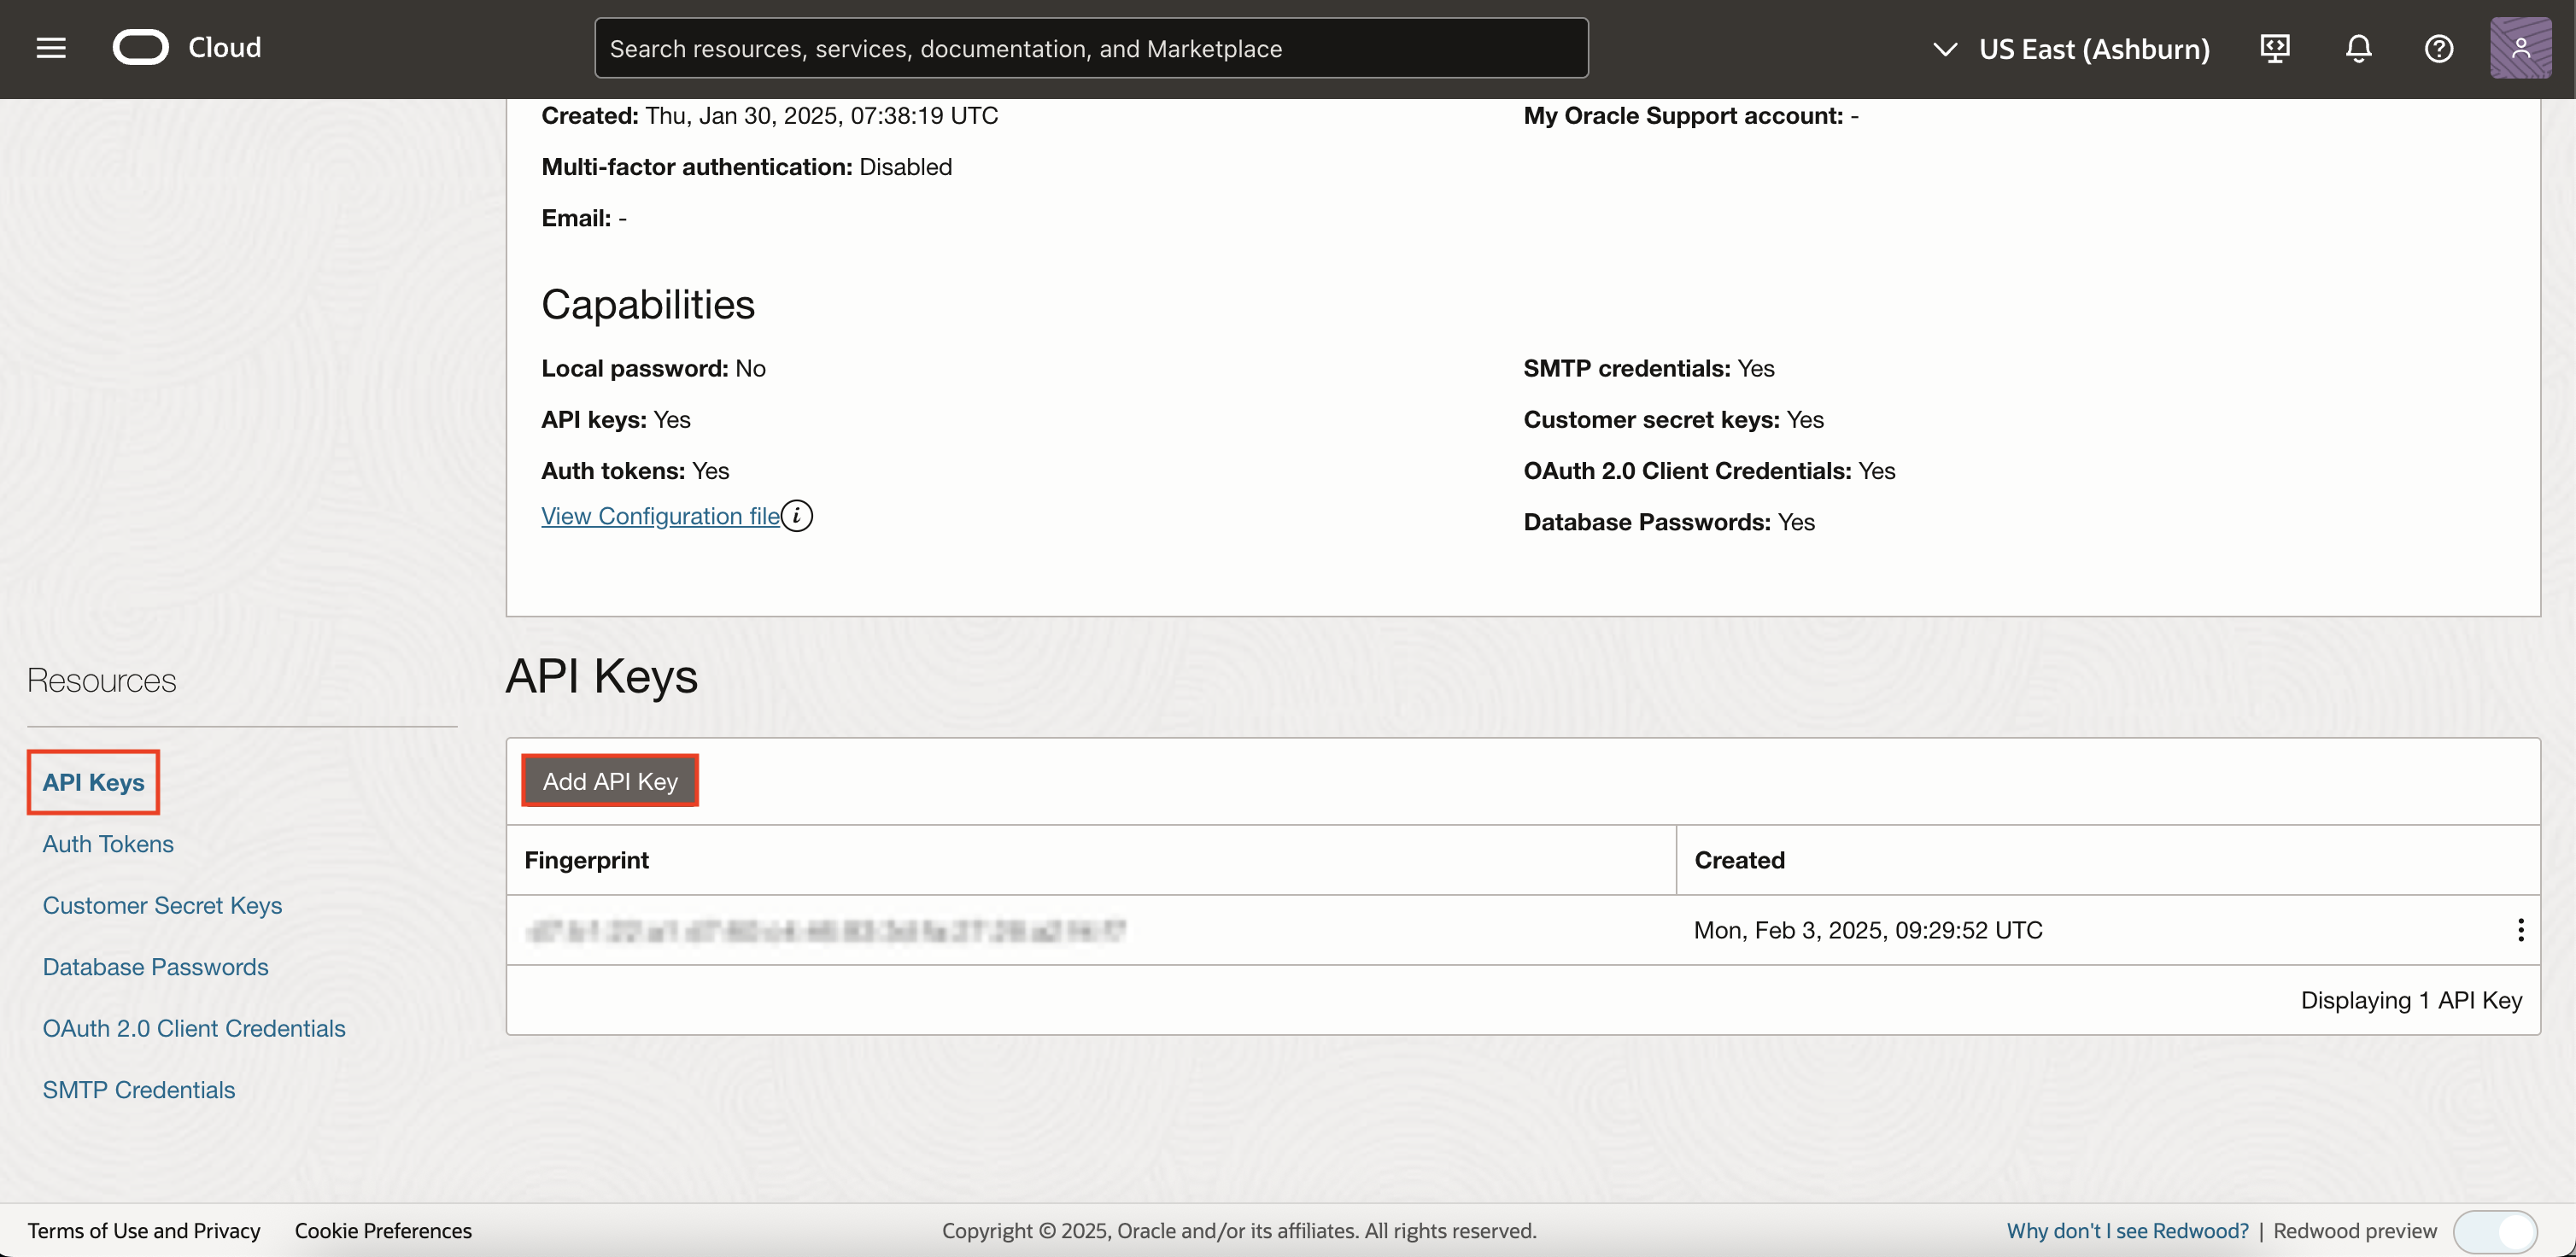 Cloud
Search resources, services, documentation, and Marketplace
US East (Ashburn)
Created: Thu, Jan 30, 2025, 07:38:19 UTC
My Oracle Support account: -
Multi-factor authentication: Disabled
Email: -
Capabilities
Local password: No
SMTP credentials: Yes
API keys: Yes
Customer secret keys: Yes
Auth tokens: Yes
OAuth 2.0 Client Credentials: Yes
View Configuration file
Database Passwords: Yes
Resources
API Keys
Auth Tokens
Customer Secret Keys
Database Passwords
OAuth 2.0 Client Credentials
SMTP Credentials
API Keys
Add API Key
Fingerprint
Created
Mon, Feb 3, 2025, 09:29:52 UTC
Displaying 1 API Key
Terms of Use and Privacy
Cookie Preferences
Copyright © 2025, Oracle and/or its affiliates. All rights reserved.
Why don't I see Redwood? | Redwood preview